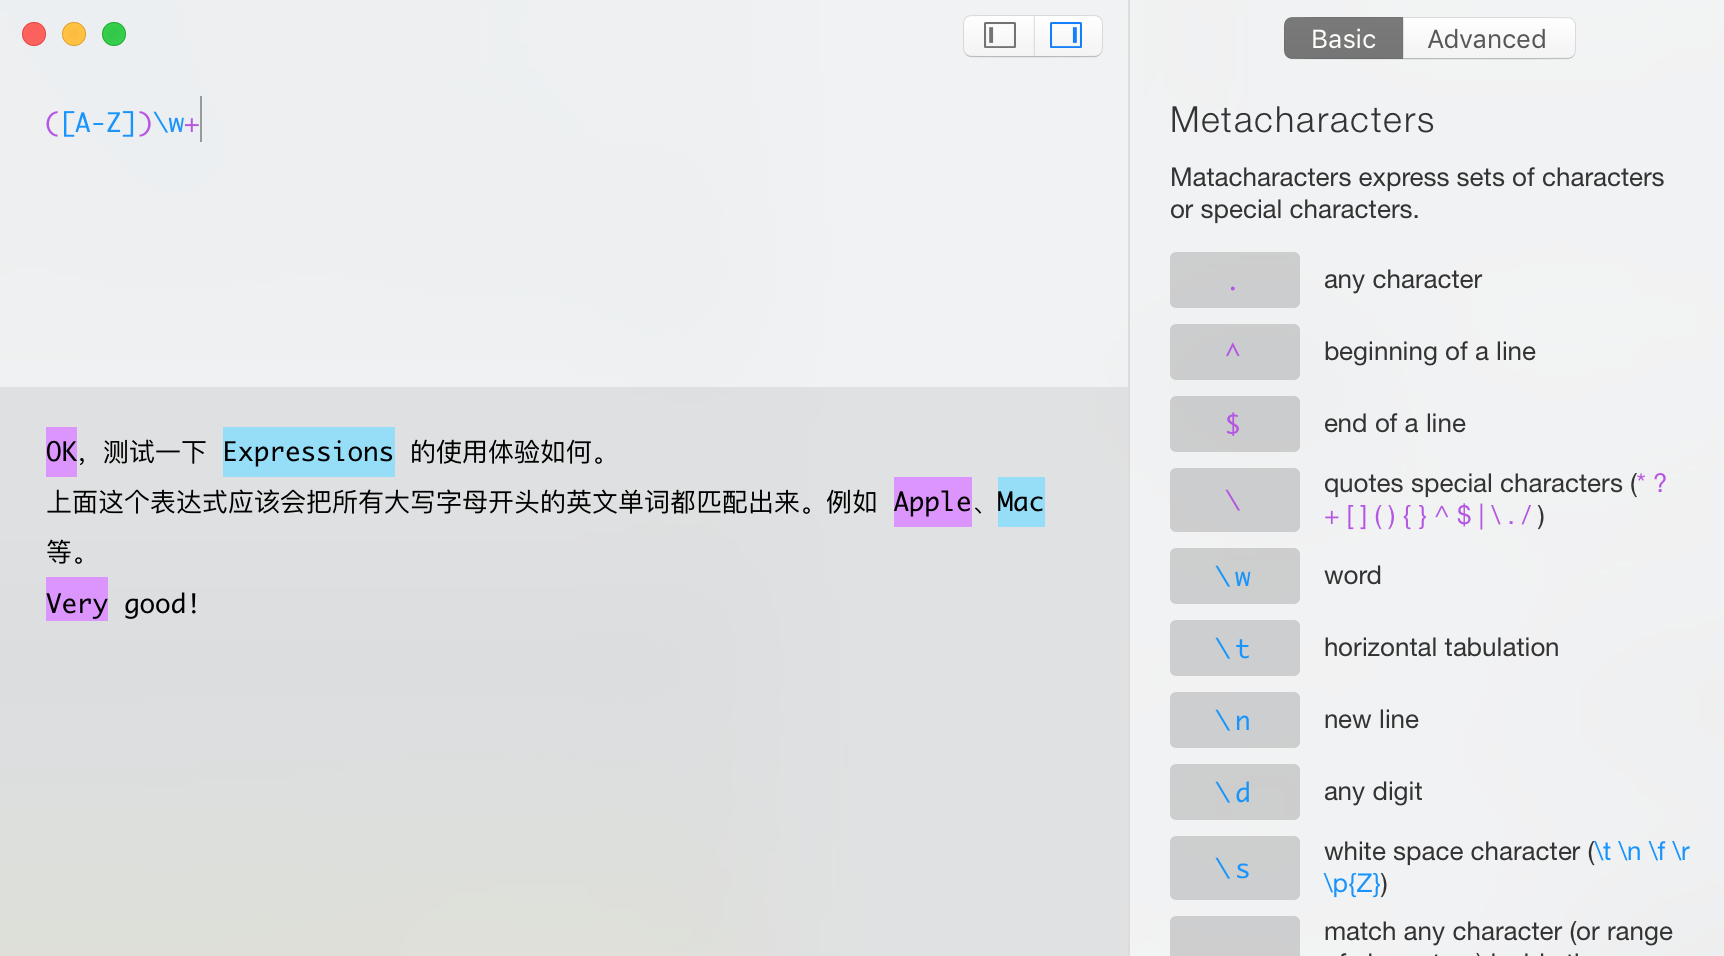 ([A-Z])\w+
OK, 测试一下 Expressions 的使用体验如何。
上面这个表达式应该会把所有大写字母开头的英文单词都匹配出来。例如 Apple、Mac
等。
Very good!
Basic Advanced
Metacharacters
Matacharacters express sets of characters
or special characters.
. any character
^ beginning of a line
$ end of a line
\ quotes special characters (* ?
+ [ ] ( ) { } ^ $ | \ . / )
\w word
\t horizontal tabulation
\n new line
\d any digit
\s white space character (\t \n \f \r
\p{Z})
match any character (or range